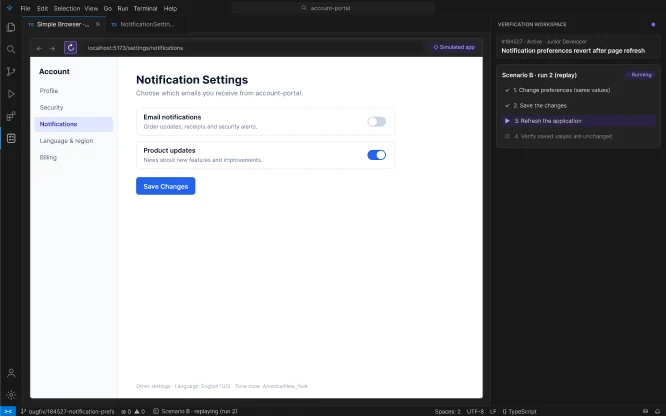 File Edit Selection View Go Run Terminal Help
account-portal
TS Simple Browser -... ×
TS NotificationSettin...
localhost:5173/settings/notifications
Simulated app
Account
Profile
Security
Notifications
Language & region
Billing
Notification Settings
Choose which emails you receive from account-portal.
Email notifications
Order updates, receipts and security alerts.
Product updates
News about new features and improvements.
Save Changes
Other settings · Language: English (US) · Time zone: America/New_York
VERIFICATION WORKSPACE
#184527 · Active · Junior Developer
Notification preferences revert after page refresh
Scenario B · run 2 (replay)
Running
1. Change preferences (same values)
2. Save the changes
3. Refresh the application
4. Verify saved values are unchanged
bugfix/184527-notification-prefs 0 0 Scenario B · replaying (run 2)
Spaces: 2 UTF-8 LF {} TypeScript